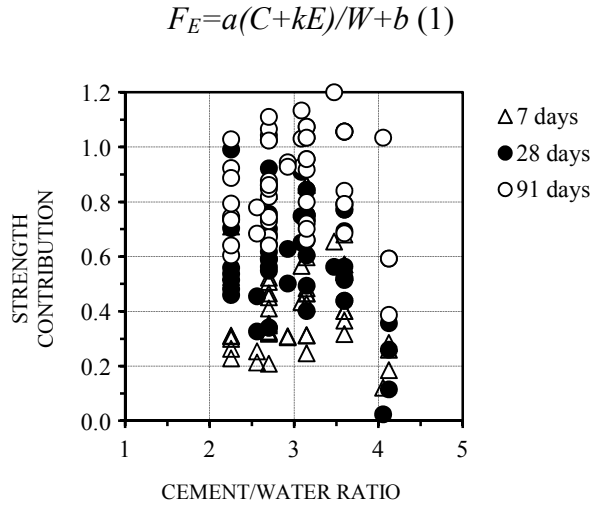 F_E=a(C+kE)/W+b (1)
1.2
1.0
0.8
0.6
0.4
0.2
0.0
1 2 3 4 5
STRENGTH
CONTRIBUTION
CEMENT/WATER RATIO
7 days
28 days
91 days